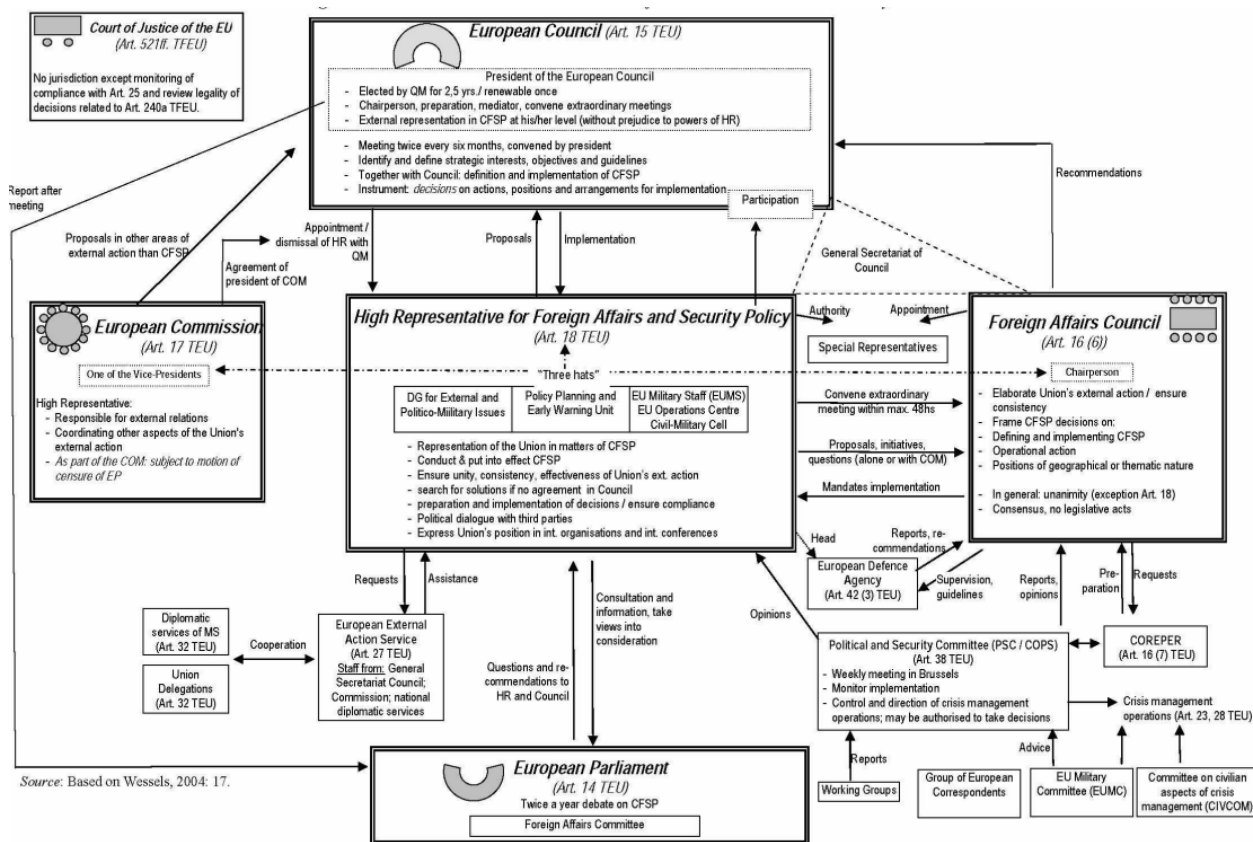 Court of Justice of the EU
(Art. 521ff. TFEU)
No jurisdiction except monitoring of
compliance with Art. 25 and review legality of
decisions related to Art. 240a TFEU.
European Council (Art. 15 TEU)
President of the European Council
- Elected by QM for 2,5 yrs./ renewable once
- Chairperson, preparation, mediator, convene extraordinary meetings
- External representation in CFSP at his/her level (without prejudice to powers of HR)
- Meeting twice every six months, convened by president
- Identify and define strategic interests, objectives and guidelines
- Together with Council: definition and implementation of CFSP
- Instrument: decisions on actions, positions and arrangements for implementation
Participation
Report after
meeting
Proposals in other areas of
external action than CFSP
Appointment /
dismissal of HR with
QM
Agreement of
president of COM
Proposals
Implementation
General Secretariat of
Council
Recommendations
European Commission
(Art. 17 TEU)
One of the Vice-Presidents
High Representative:
- Responsible for external relations
- Coordinating other aspects of the Union's
external action
- As part of the COM: subject to motion of
censure of EP
High Representative for Foreign Affairs and Security Policy
(Art. 18 TEU)
"Three hats"
DG for External and
Politico-Military Issues
Policy Planning and
Early Warning Unit
EU Military Staff (EUMS)
EU Operations Centre
Civil-Military Cell
- Representation of the Union in matters of CFSP
- Conduct & put into effect CFSP
- Ensure unity, consistency, effectiveness of Union's ext. action
- search for solutions if no agreement in Council
- preparation and implementation of decisions / ensure compliance
- Political dialogue with third parties
- Express Union's position in int. organisations and int. conferences
Authority
Appointment
Special Representatives
Convene extraordinary
meeting within max. 48hs
Proposals, initiatives,
questions (alone or with COM)
Mandates implementation
Foreign Affairs Council
(Art. 16 (6))
Chairperson
- Elaborate Union's external action / ensure
consistency
- Frame CFSP decisions on:
- Defining and implementing CFSP
- Operational action
- Positions of geographical or thematic nature
- In general: unanimity (exception Art. 18)
- Consensus, no legislative acts
Head
Reports, re-
commendations
European Defence
Agency
(Art. 42 (3) TEU)
Supervision,
guidelines
Reports,
opinions
Pre-
paration
Requests
Requests
Assistance
Consultation and
information, take
views into
consideration
Opinions
Diplomatic
services of MS
(Art. 32 TEU)
Cooperation
Union
Delegations
(Art. 32 TEU)
European External
Action Service
(Art. 27 TEU)
Staff from: General
Secretariat Council;
Commission; national
diplomatic services
Questions and re-
commendations to
HR and Council
Political and Security Committee (PSC / COPS)
(Art. 38 TEU)
- Weekly meeting in Brussels
- Monitor implementation
- Control and direction of crisis management
operations; may be authorised to take decisions
COREPER
Art. 16 (7) TEU)
Crisis management
operations (Art. 23, 28 TEU)
Reports
Advice
Working Groups
Group of European
Correspondents
EU Military
Committee (EUMC)
Committee on civilian
aspects of crisis
management (CIVCOM)
European Parliament
(Art. 14 TEU)
Twice a year debate on CFSP
Foreign Affairs Committee
Source: Based on Wessels, 2004: 17.